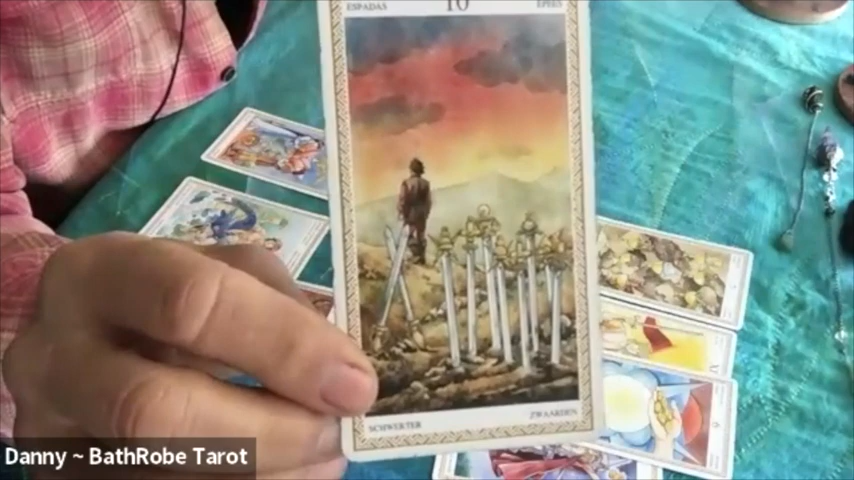 ESPADAS 10 EPEES
SCHWERTER ZWAARDEN
Danny ~ BathRobe Tarot